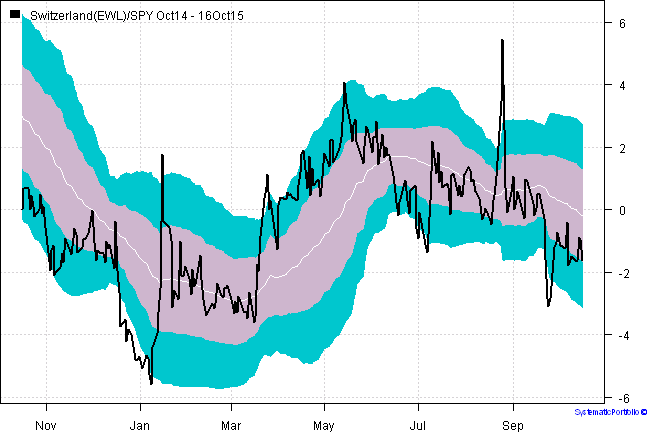 Switzerland(EWL)/SPY Oct14 - 16Oct15
6
4
2
0
-2
-4
-6
Nov Jan Mar May Jul Sep
SystematicPortfolio ©